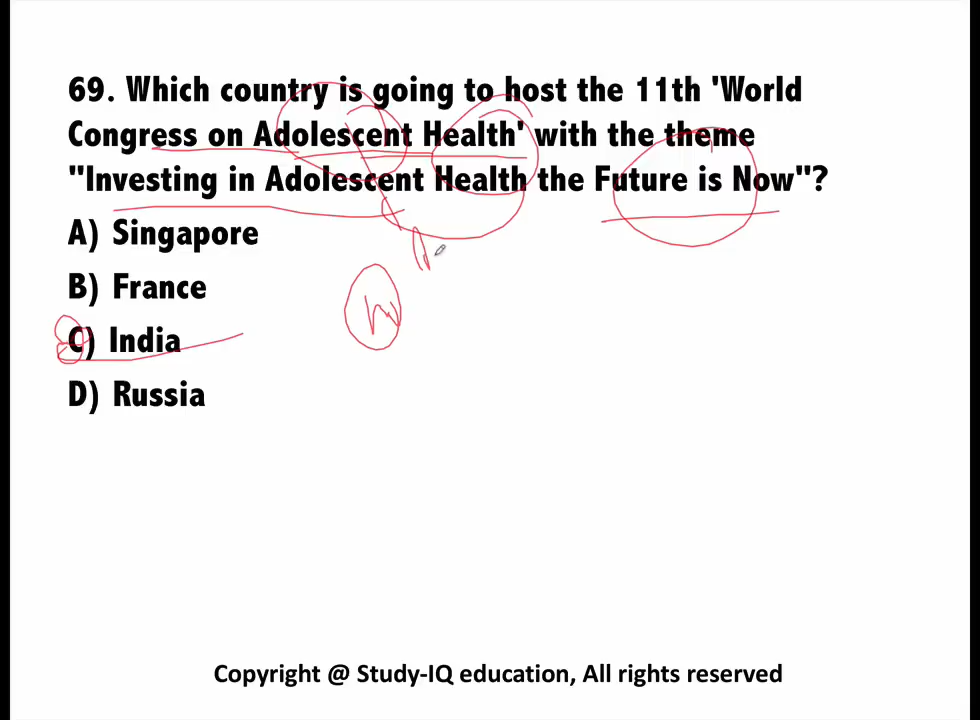 69. Which country is going to host the 11th 'World
Congress on Adolescent Health' with the theme
"Investing in Adolescent Health the Future is Now"?
A) Singapore
B) France
C) India
D) Russia
Copyright @ Study-IQ education, All rights reserved